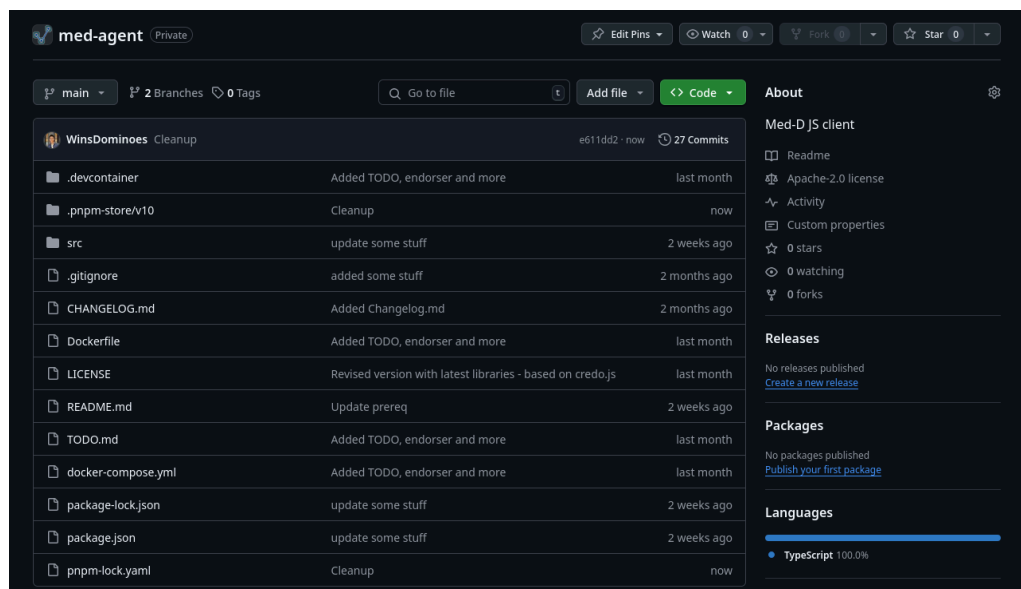 med-agent Private Edit Pins Watch 0 Fork 0 Star 0
main 2 Branches 0 Tags Go to file t Add file Code
WinsDominoes Cleanup e611dd2 · now 27 Commits
.devcontainer Added TODO, endorser and more last month
.pnpm-store/v10 Cleanup now
src update some stuff 2 weeks ago
.gitignore added some stuff 2 months ago
CHANGELOG.md Added Changelog.md 2 months ago
Dockerfile Added TODO, endorser and more last month
LICENSE Revised version with latest libraries - based on credo.js last month
README.md Update prereq 2 weeks ago
TODO.md Added TODO, endorser and more last month
docker-compose.yml Added TODO, endorser and more last month
package-lock.json update some stuff 2 weeks ago
package.json update some stuff 2 weeks ago
pnpm-lock.yaml Cleanup now
About
Med-D JS client
Readme
Apache-2.0 license
Activity
Custom properties
0 stars
0 watching
0 forks
Releases
No releases published
Create a new release
Packages
No packages published
Publish your first package
Languages
TypeScript 100.0%